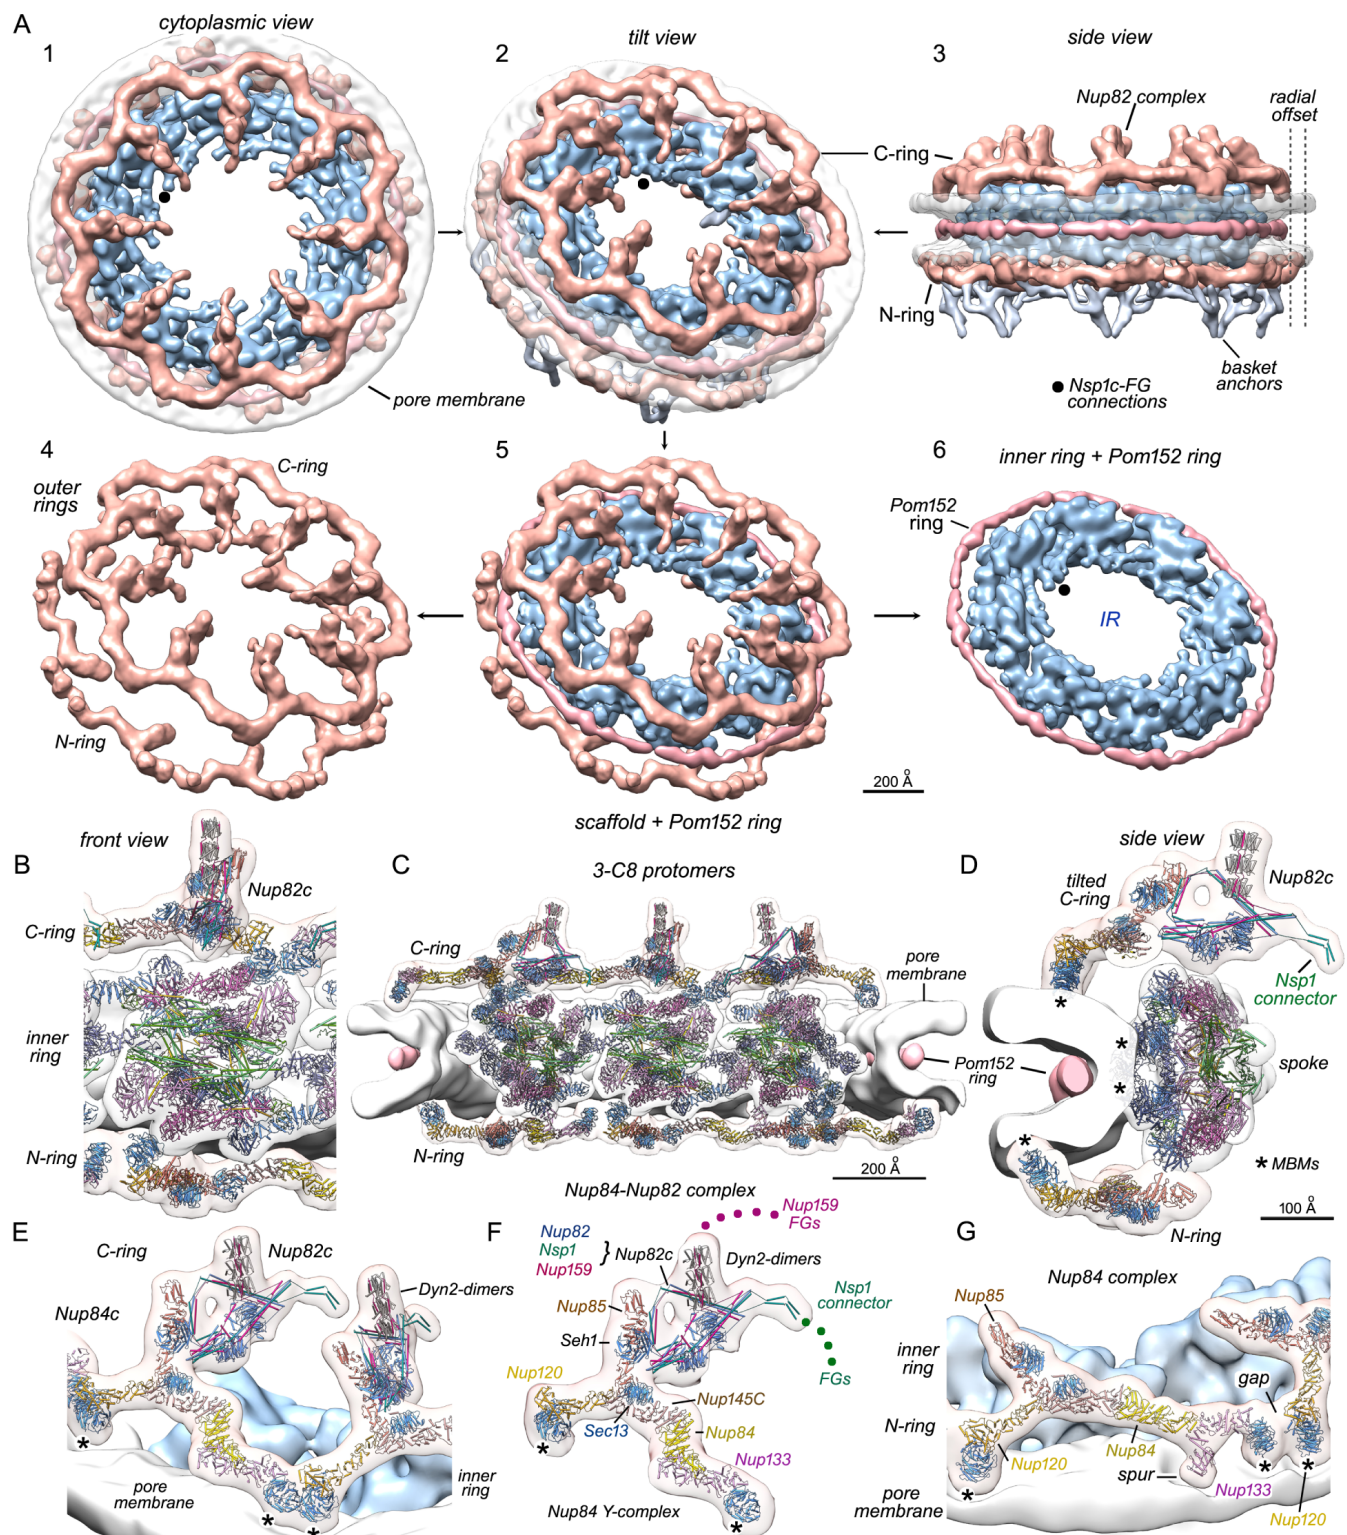 A
cytoplasmic view
1
pore membrane
tilt view
2
side view
3
Nup82 complex
radial
offset
C-ring
N-ring
basket
anchors
Nsp1c-FG
connections
4
outer
rings
C-ring
N-ring
5
scaffold + Pom152 ring
200 Å
6
inner ring + Pom152 ring
Pom152
ring
IR
B
front view
Nup82c
C-ring
inner
ring
N-ring
C
3-C8 protomers
C-ring
pore
membrane
Pom152
ring
N-ring
200 Å
D
side view
tilted
C-ring
Nup82c
Nsp1
connector
spoke
* MBMs
N-ring
100 Å
E
C-ring
Nup82c
Nup84c
Dyn2-dimers
pore
membrane
inner
ring
*
*
*
Nup84-Nup82 complex
F
Nup82
Nsp1
Nup159
} Nup82c
Nup159
FGs
Dyn2-dimers
Nup85
Nsp1
connector
Seh1
FGs
Nup120
Nup145C
Sec13
Nup84
Nup133
Nup84 Y-complex
*
*
G
Nup84 complex
Nup85
inner
ring
gap
N-ring
Nup120
Nup84
spur
Nup133
pore
membrane
Nup120
*
*
*